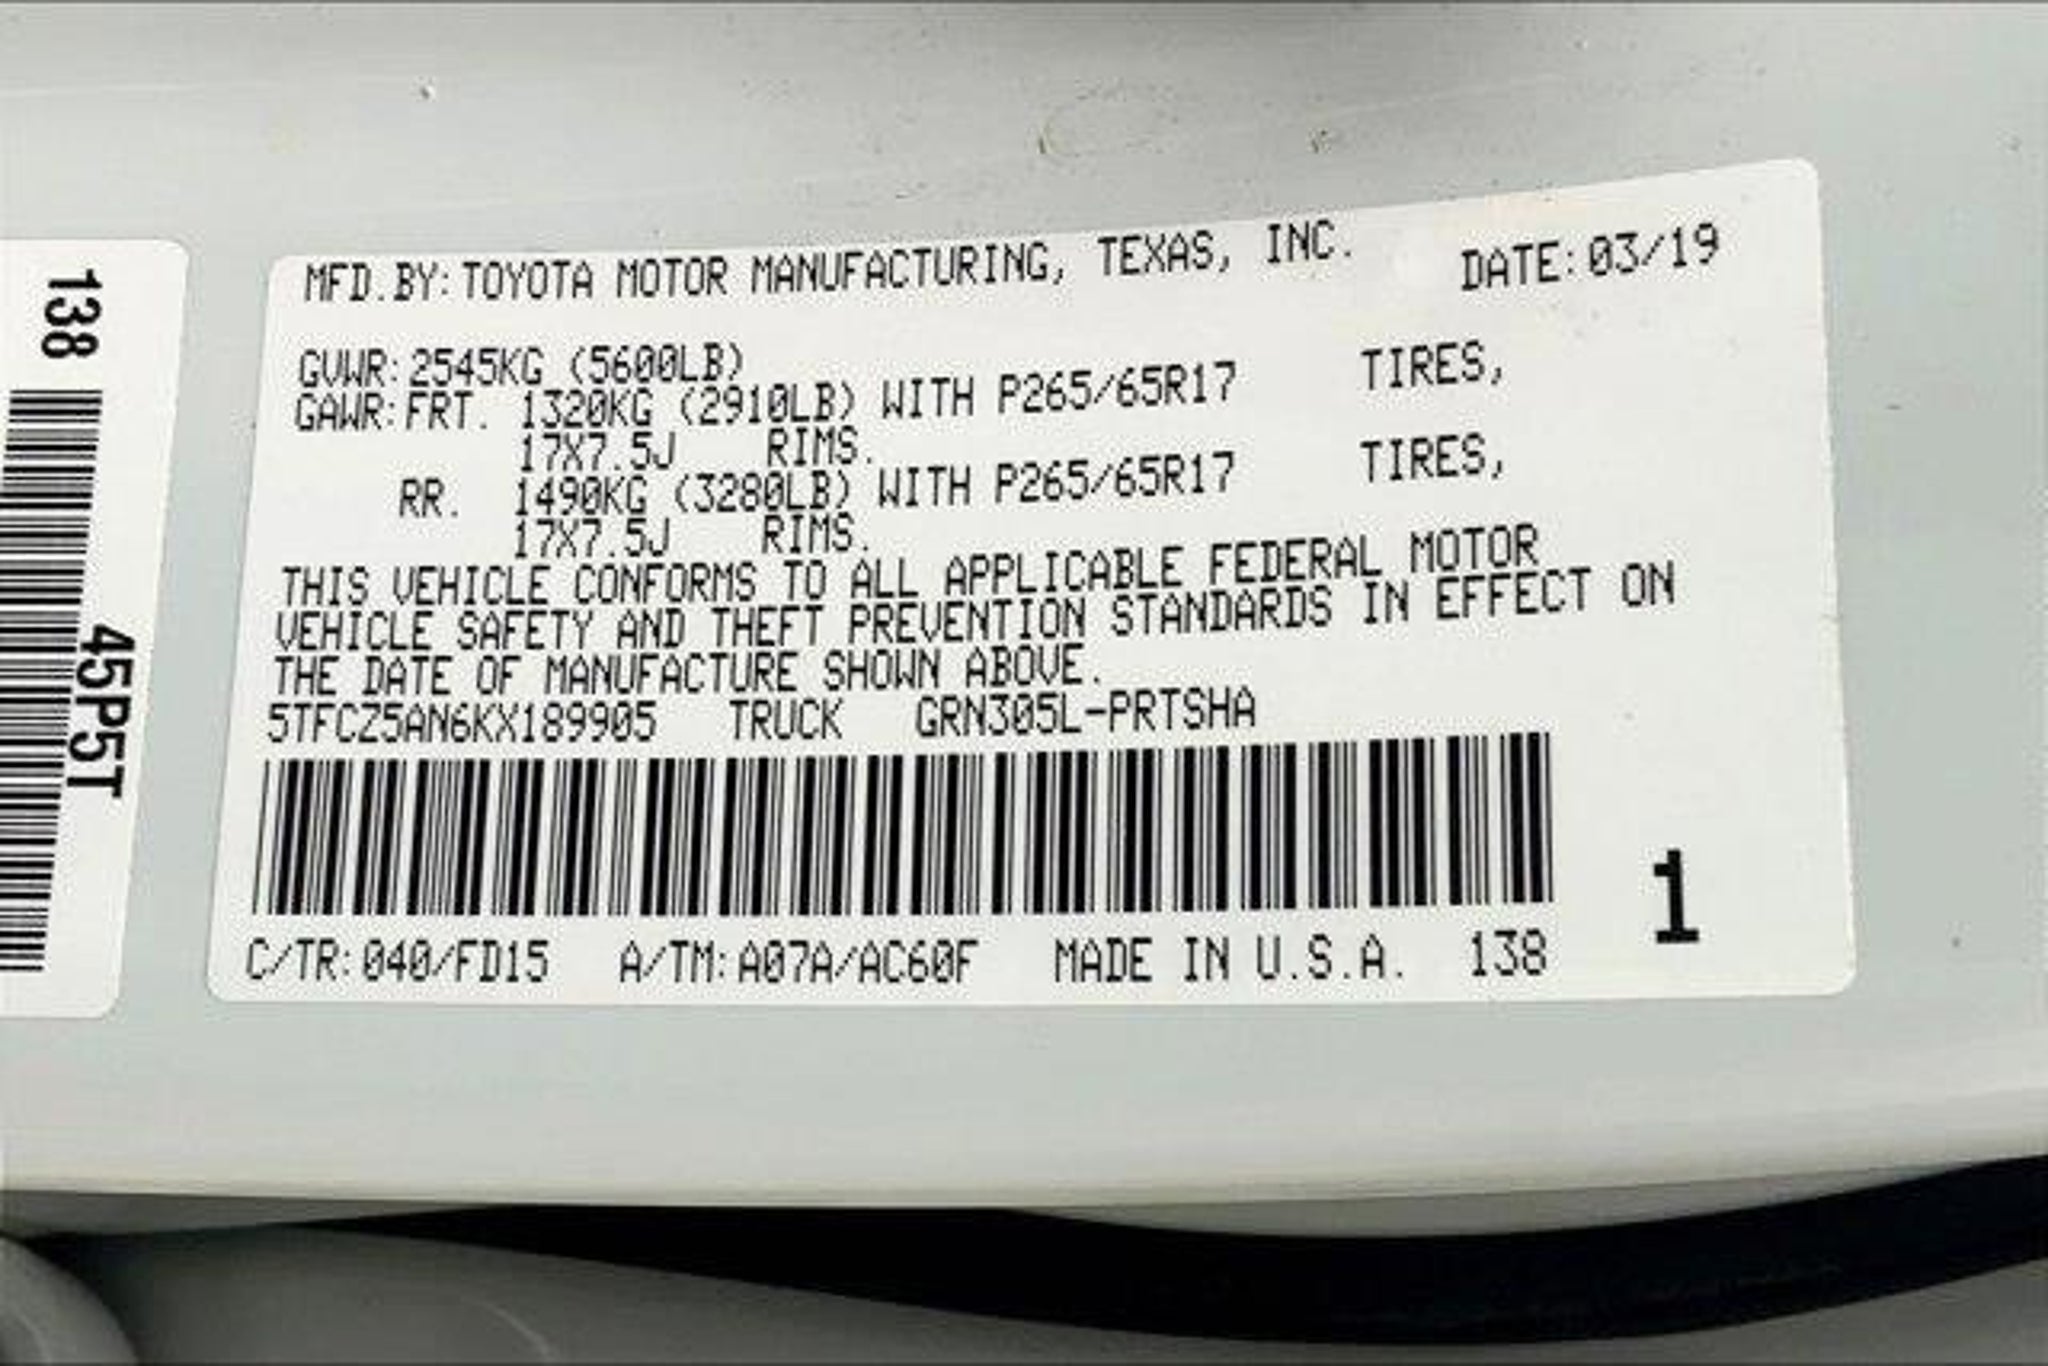 MFD.BY:TOYOTA MOTOR MANUFACTURING, TEXAS, INC. DATE:03/19
GVWR:2545KG (5600LB)
GAWR:FRT. 1320KG (2910LB) WITH P265/65R17 TIRES,
17X7.5J RIMS.
RR. 1490KG (3280LB) WITH P265/65R17 TIRES,
17X7.5J RIMS.
THIS VEHICLE CONFORMS TO ALL APPLICABLE FEDERAL MOTOR
VEHICLE SAFETY AND THEFT PREVENTION STANDARDS IN EFFECT ON
THE DATE OF MANUFACTURE SHOWN ABOVE.
5TFCZ5AN6KX189905 TRUCK GRN305L-PRTSHA
1
C/TR:040/FD15 A/TM:A07A/AC60F MADE IN U.S.A. 138
138
45P5T